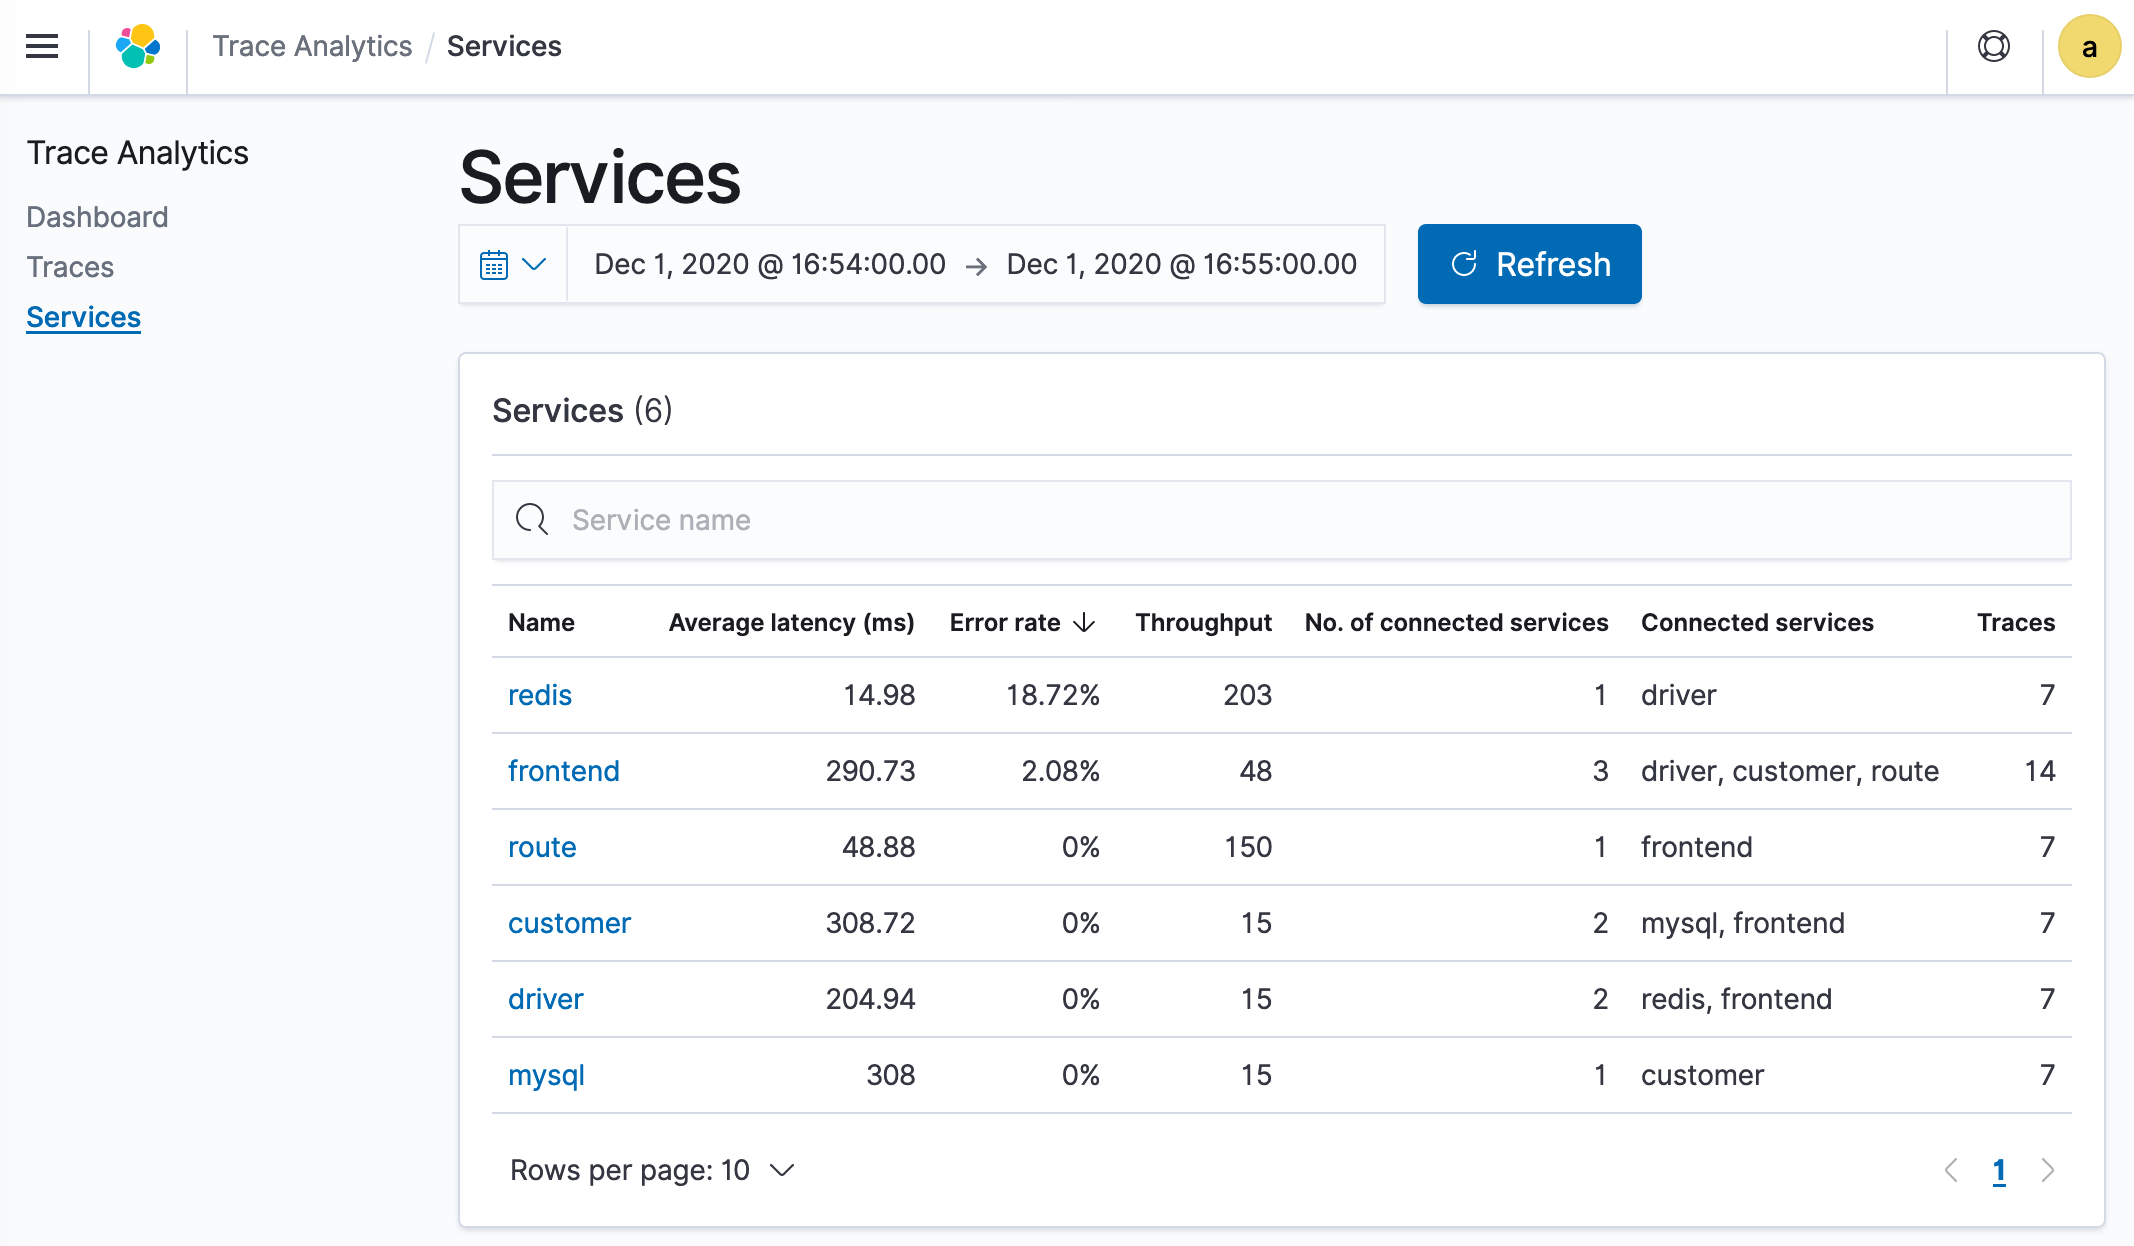 Trace Analytics / Services
a
Trace Analytics
Dashboard
Traces
Services
Services
Dec 1, 2020 @ 16:54:00.00 → Dec 1, 2020 @ 16:55:00.00
Refresh
Services (6)
Service name
Name Average latency (ms) Error rate ↓ Throughput No. of connected services Connected services Traces
redis 14.98 18.72% 203 1 driver 7
frontend 290.73 2.08% 48 3 driver, customer, route 14
route 48.88 0% 150 1 frontend 7
customer 308.72 0% 15 2 mysql, frontend 7
driver 204.94 0% 15 2 redis, frontend 7
mysql 308 0% 15 1 customer 7
Rows per page: 10
1